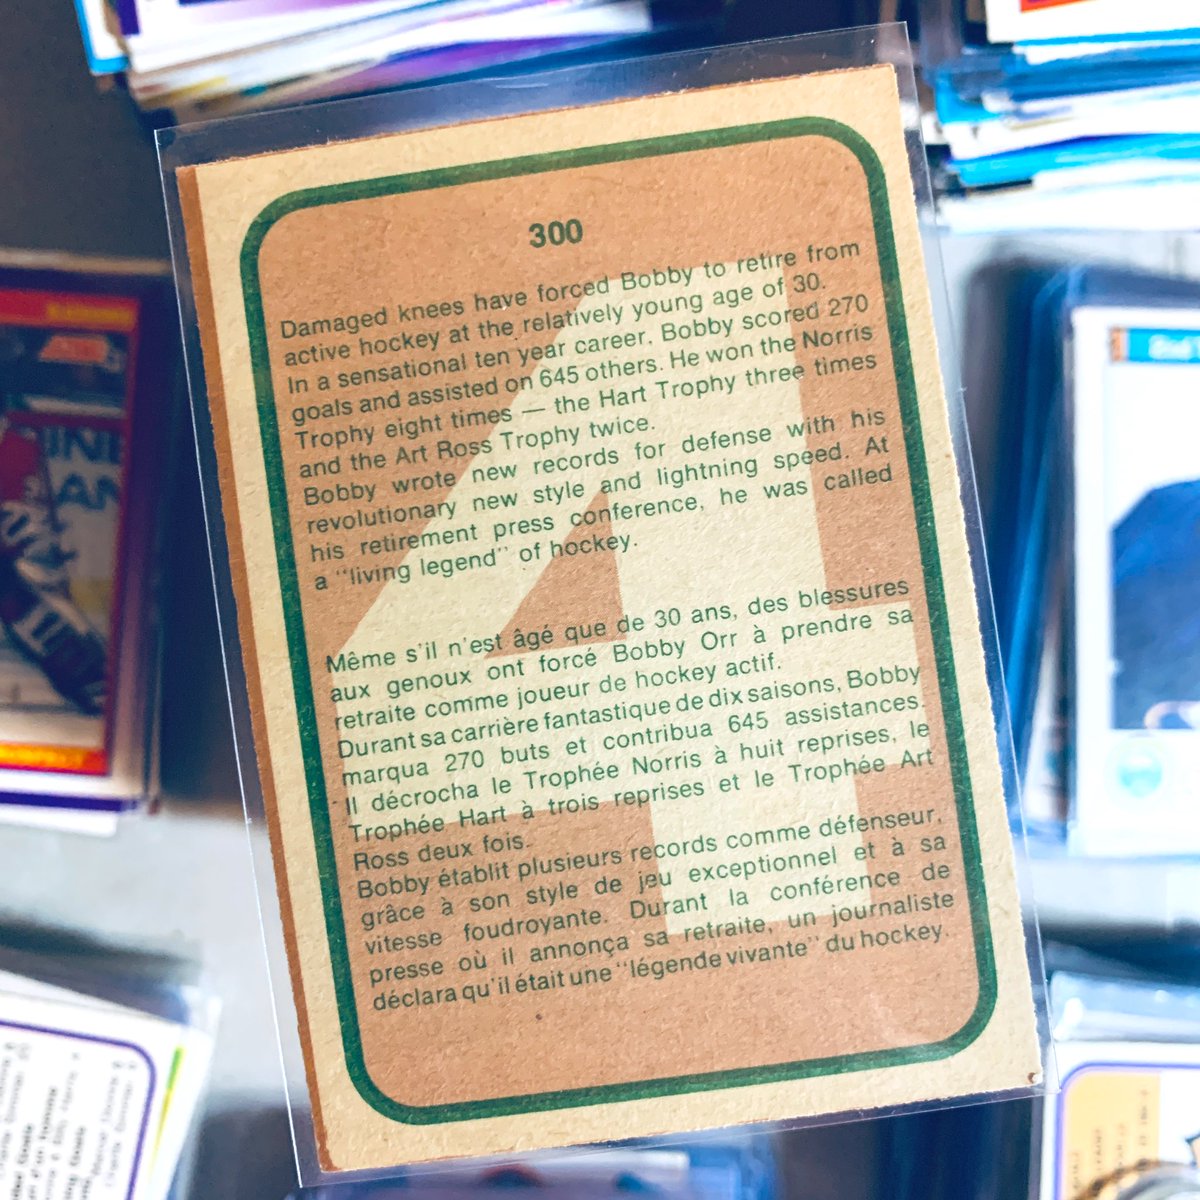 300
Damaged knees have forced Bobby to retire from
active hockey at the relatively young age of 30.
In a sensational ten year career, Bobby scored 270
goals and assisted on 645 others. He won the Norris
Trophy eight times — the Hart Trophy three times
and the Art Ross Trophy twice.
Bobby wrote new records for defense with his
revolutionary new style and lightning speed. At
his retirement press conference, he was called
a "living legend" of hockey.
Même s'il n'est âgé que de 30 ans, des blessures
aux genoux ont forcé Bobby Orr à prendre sa
retraite comme joueur de hockey actif.
Durant sa carrière fantastique de dix saisons, Bobby
marqua 270 buts et contribua 645 assistances.
Il décrocha le Trophée Norris à huit reprises, le
Trophée Hart à trois reprises et le Trophée Art
Ross deux fois.
Bobby établit plusieurs records comme défenseur,
grâce à son style de jeu exceptionnel et à sa
vitesse foudroyante. Durant la conférence de
presse où il annonça sa retraite, un journaliste
déclara qu'il était une "légende vivante" du hockey.
4